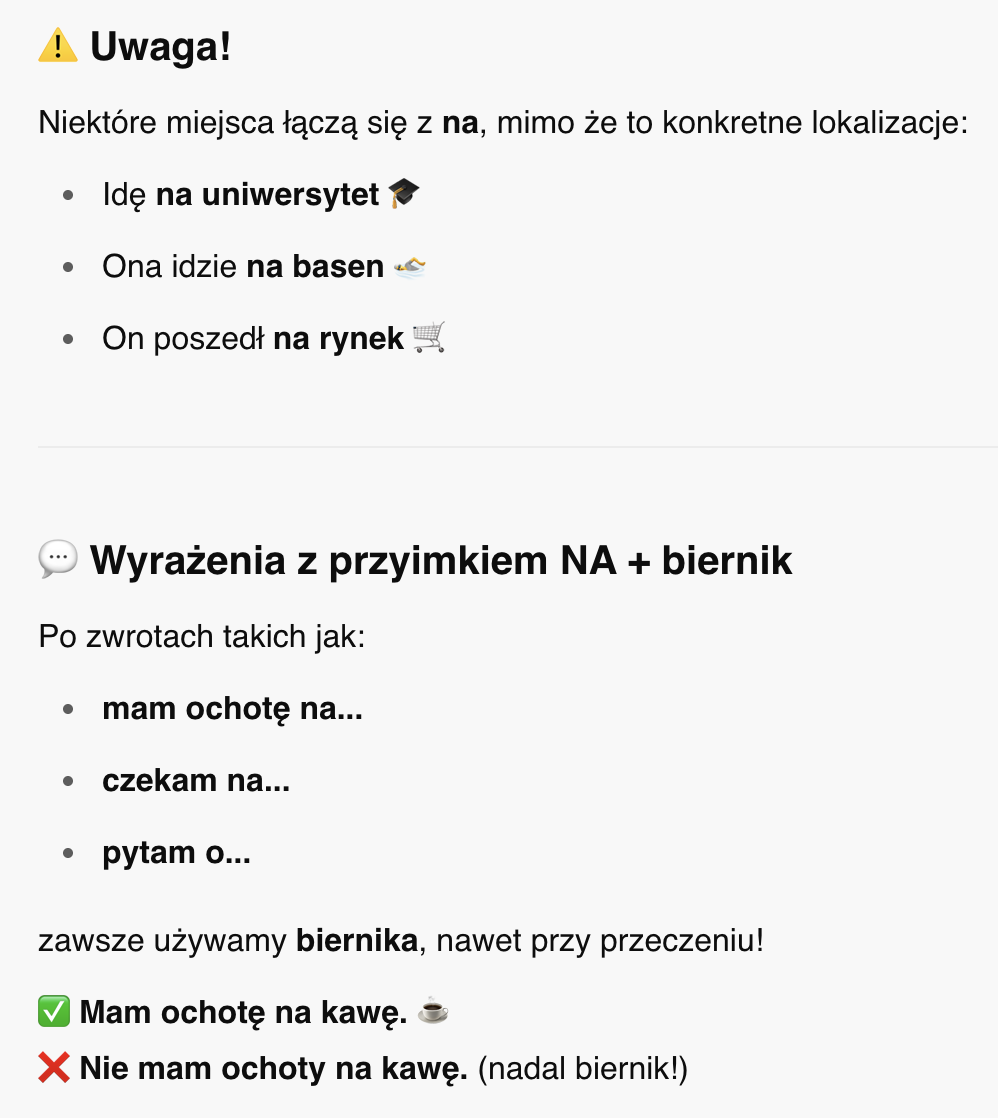 ⚠️ Uwaga!
Niektóre miejsca łączą się z na, mimo że to konkretne lokalizacje:
• Idę na uniwersytet 🎓
• Ona idzie na basen 🏊
• On poszedł na rynek 🛒
💬 Wyrażenia z przyimkiem NA + biernik
Po zwrotach takich jak:
• mam ochotę na...
• czekam na...
• pytam o...
zawsze używamy biernika, nawet przy przeczeniu!
✅ Mam ochotę na kawę. ☕
❌ Nie mam ochoty na kawę. (nadal biernik!)